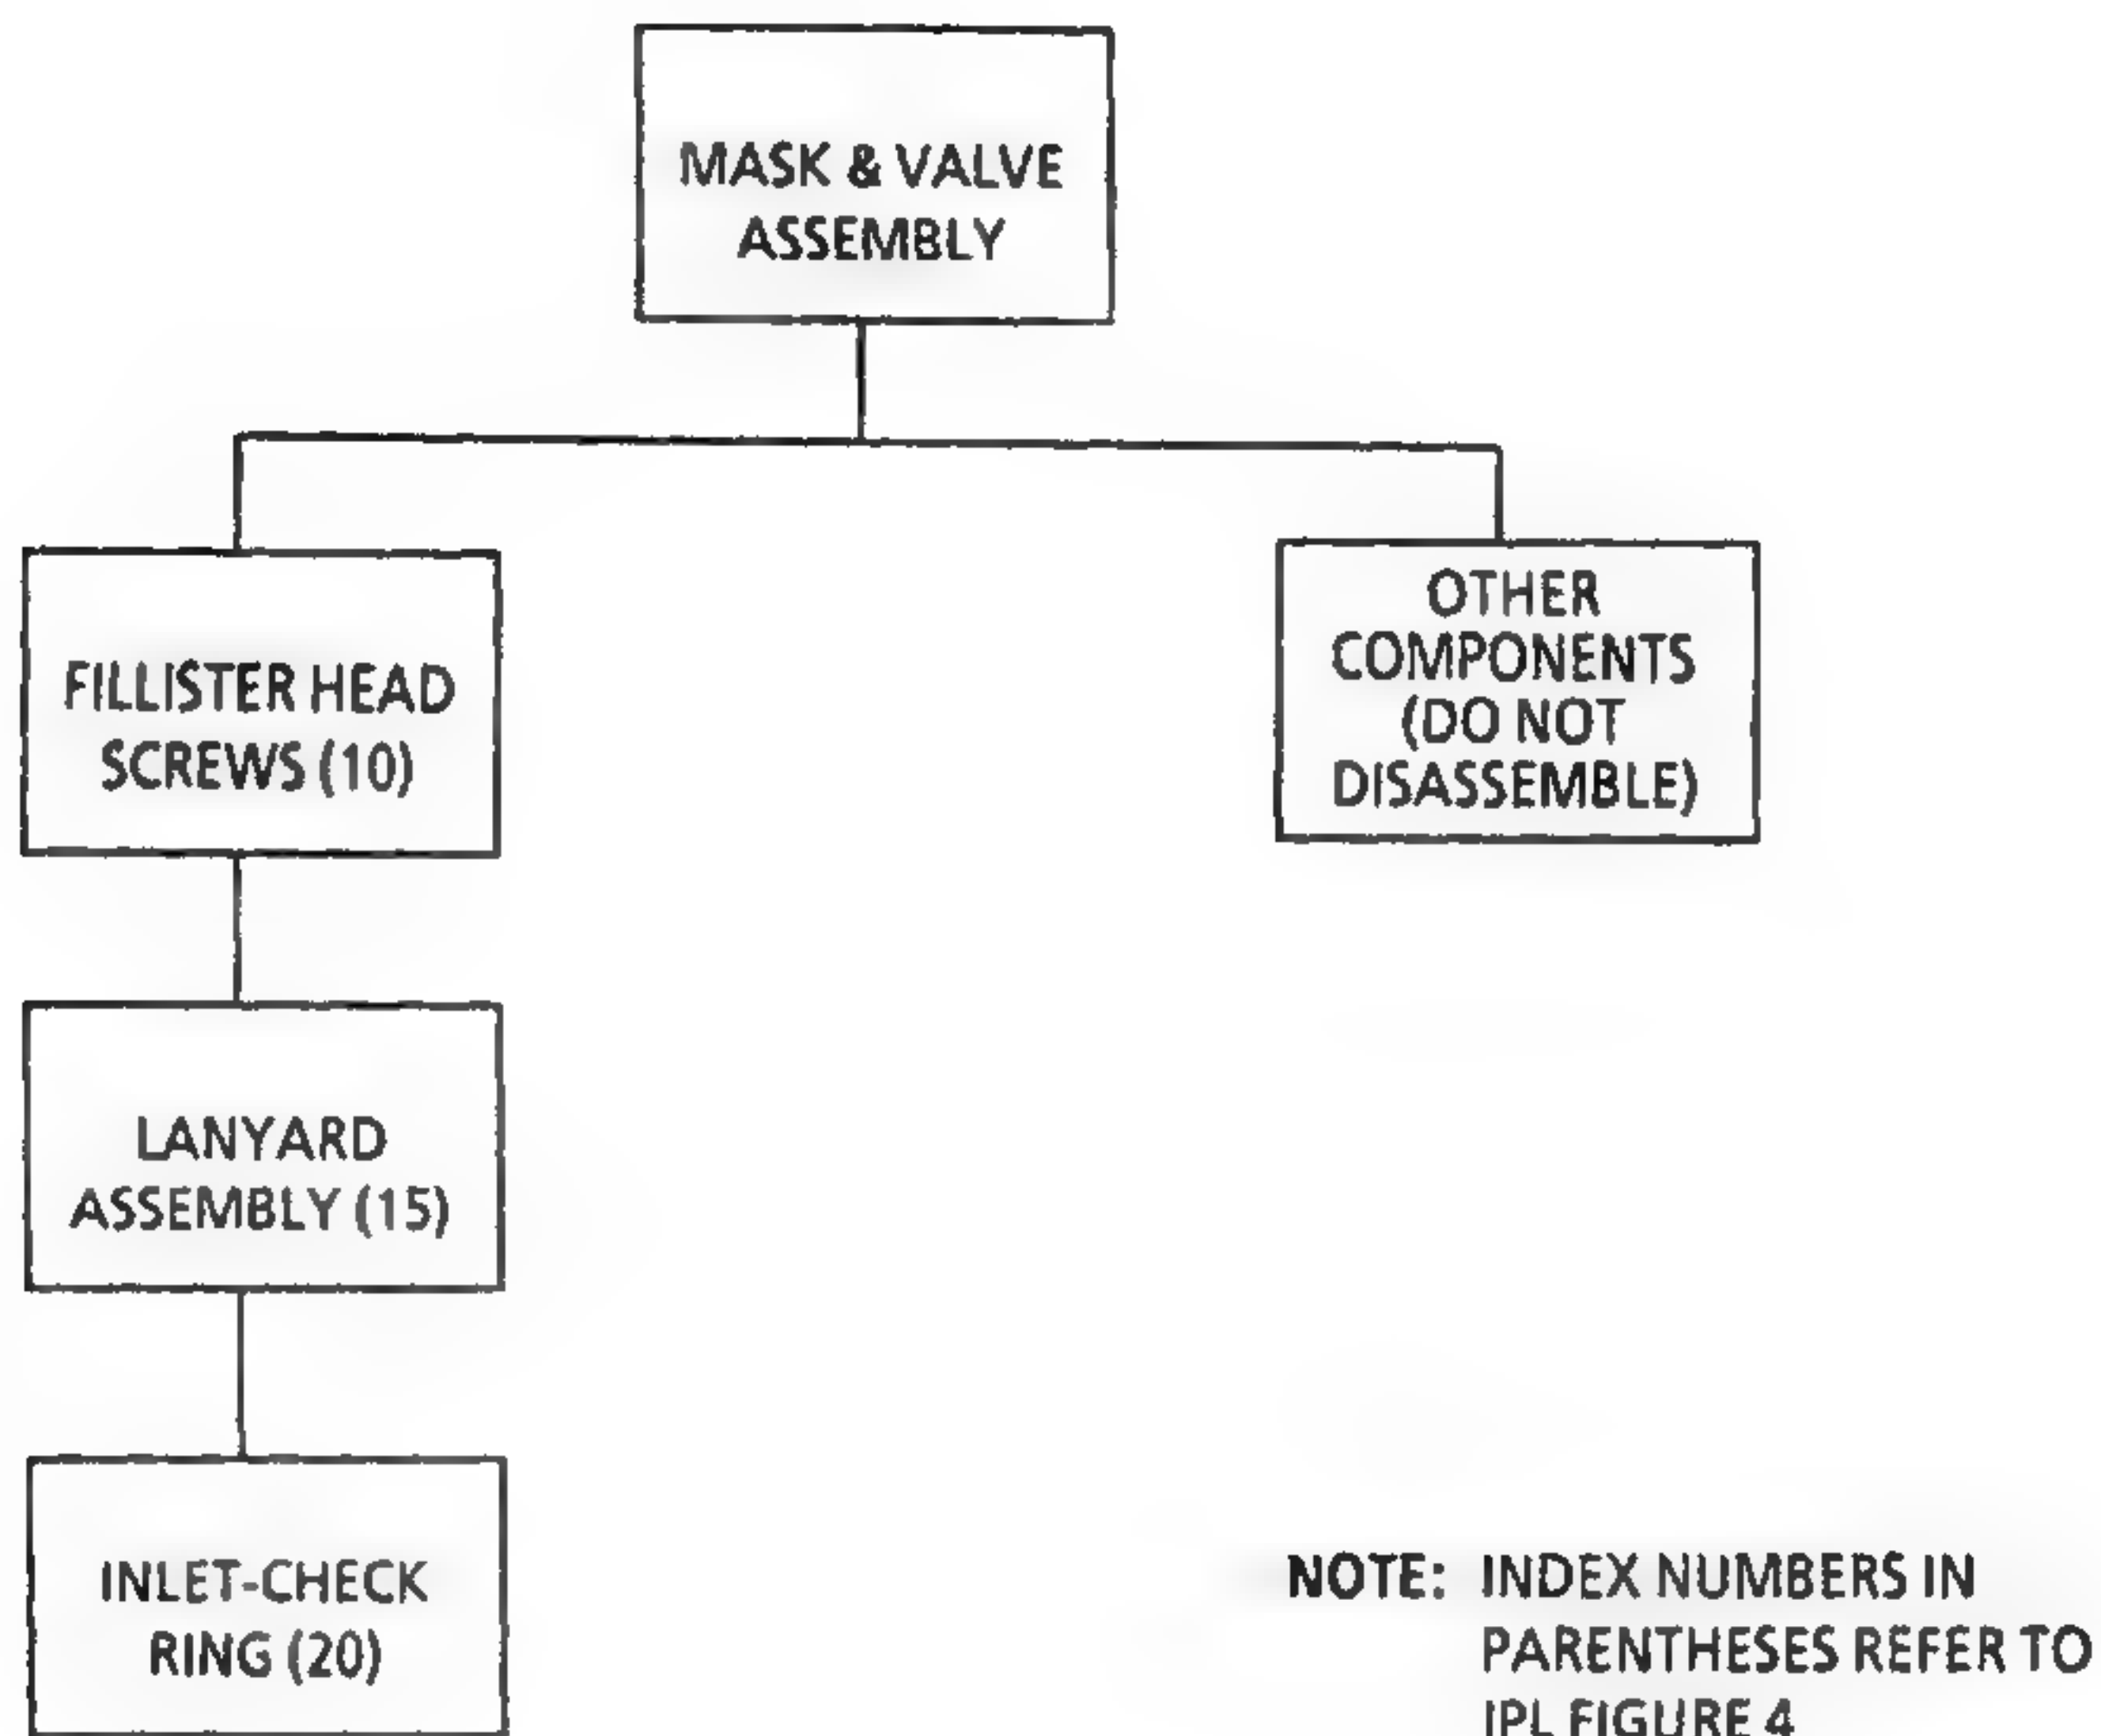 MASK & VALVE
ASSEMBLY
FILLISTER HEAD
SCREWS (10)
OTHER
COMPONENTS
(DO NOT
DISASSEMBLE)
LANYARD
ASSEMBLY (15)
INLET-CHECK
RING (20)
NOTE: INDEX NUMBERS IN
PARENTHESES REFER TO
IPL FIGURE 4